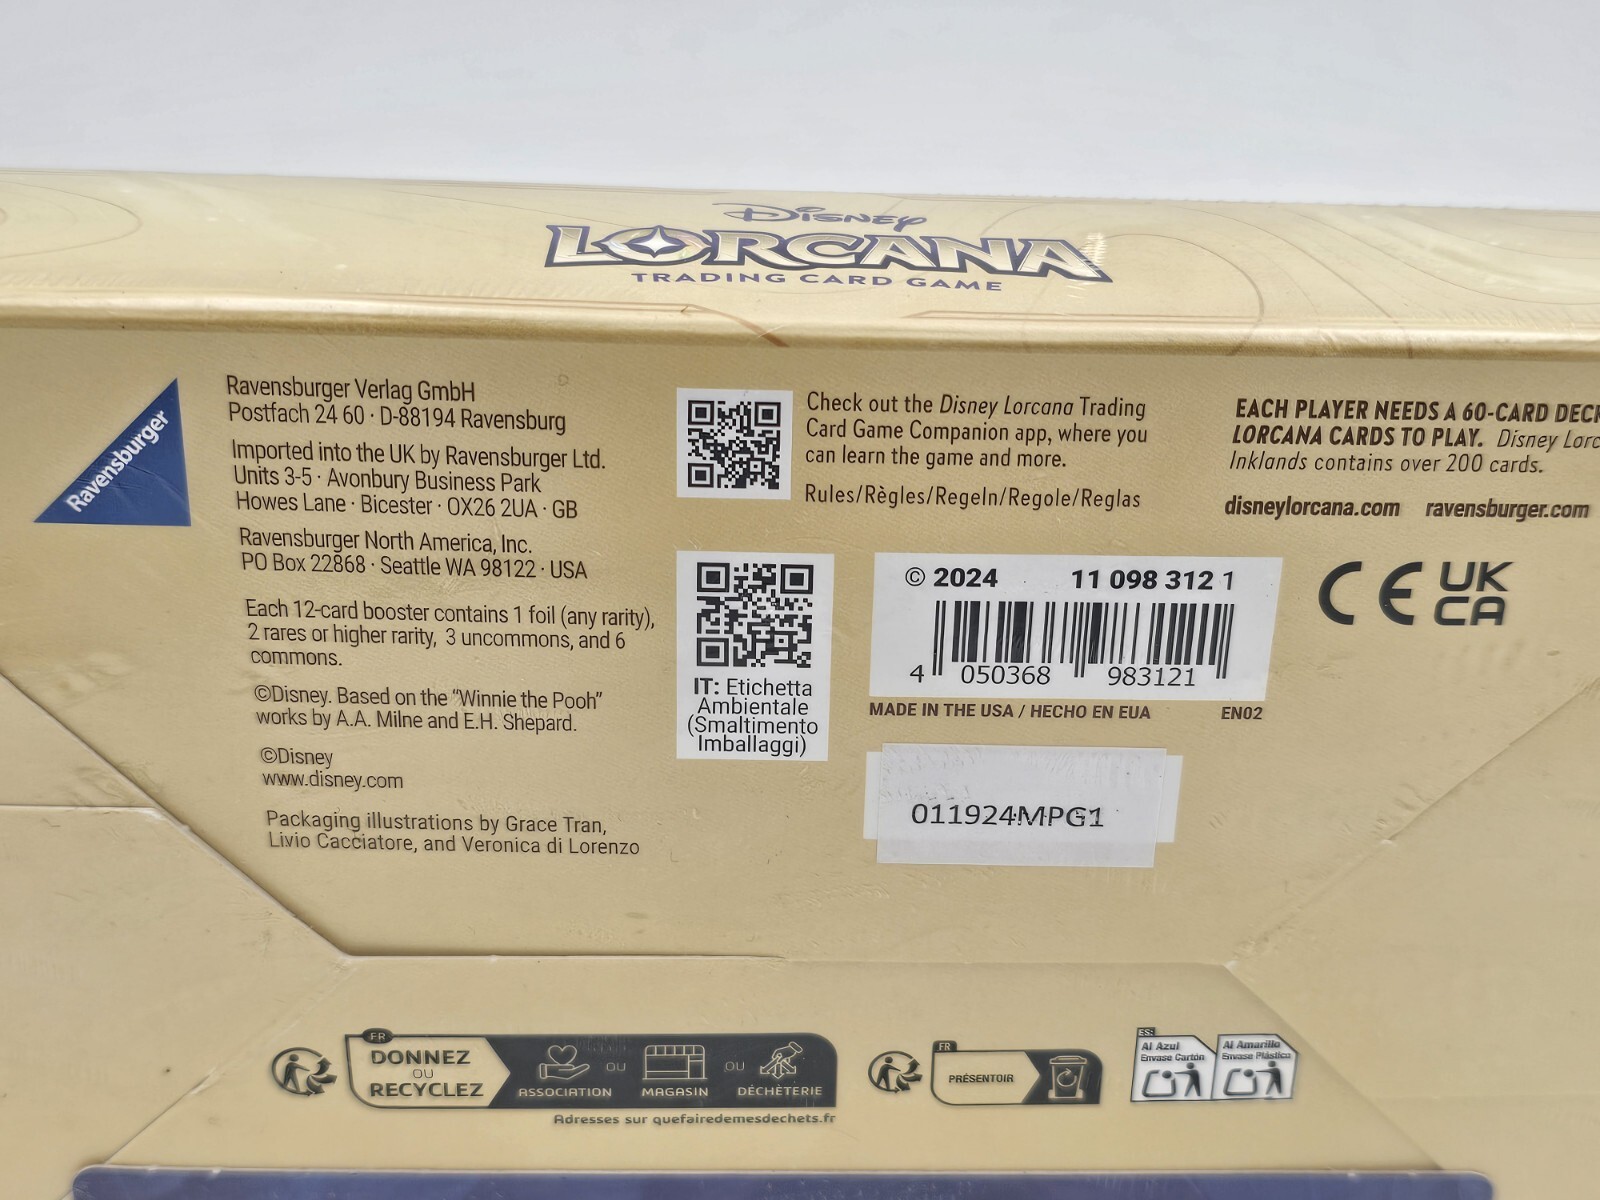 Disney
LORCANA
TRADING CARD GAME
Ravensburger
Ravensburger Verlag GmbH
Postfach 24 60 · D-88194 Ravensburg
Imported into the UK by Ravensburger Ltd.
Units 3-5 · Avonbury Business Park
Howes Lane · Bicester · OX26 2UA · GB
Ravensburger North America, Inc.
PO Box 22868 · Seattle WA 98122 · USA
Each 12-card booster contains 1 foil (any rarity),
2 rares or higher rarity, 3 uncommons, and 6
commons.
©Disney. Based on the “Winnie the Pooh”
works by A.A. Milne and E.H. Shepard.
©Disney
www.disney.com
Packaging illustrations by Grace Tran,
Livio Cacciatore, and Veronica di Lorenzo
Check out the Disney Lorcana Trading
Card Game Companion app, where you
can learn the game and more.
Rules/Règles/Regeln/Regole/Reglas
IT: Etichetta
Ambientale
(Smaltimento
Imballaggi)
EACH PLAYER NEEDS A 60-CARD
LORCANA CARDS TO PLAY. Disney
Inklands contains over 200 cards.
disneylorcana.com ravensburger.com
© 2024 11 098 312 1
4 050368 983121
MADE IN THE USA / HECHO EN EUA EN02
CE UK
CA
011924MPG1
FR
DONNEZ
OU
RECYCLEZ
ASSOCIATION OU MAGASIN OU DÉCHÈTERIE
Adresses sur quefairedemesdechets.fr
FR
PRÉSENTOIR
ES:
Al Azul
Envase Cartón
Al Amarillo
Envase Plástico